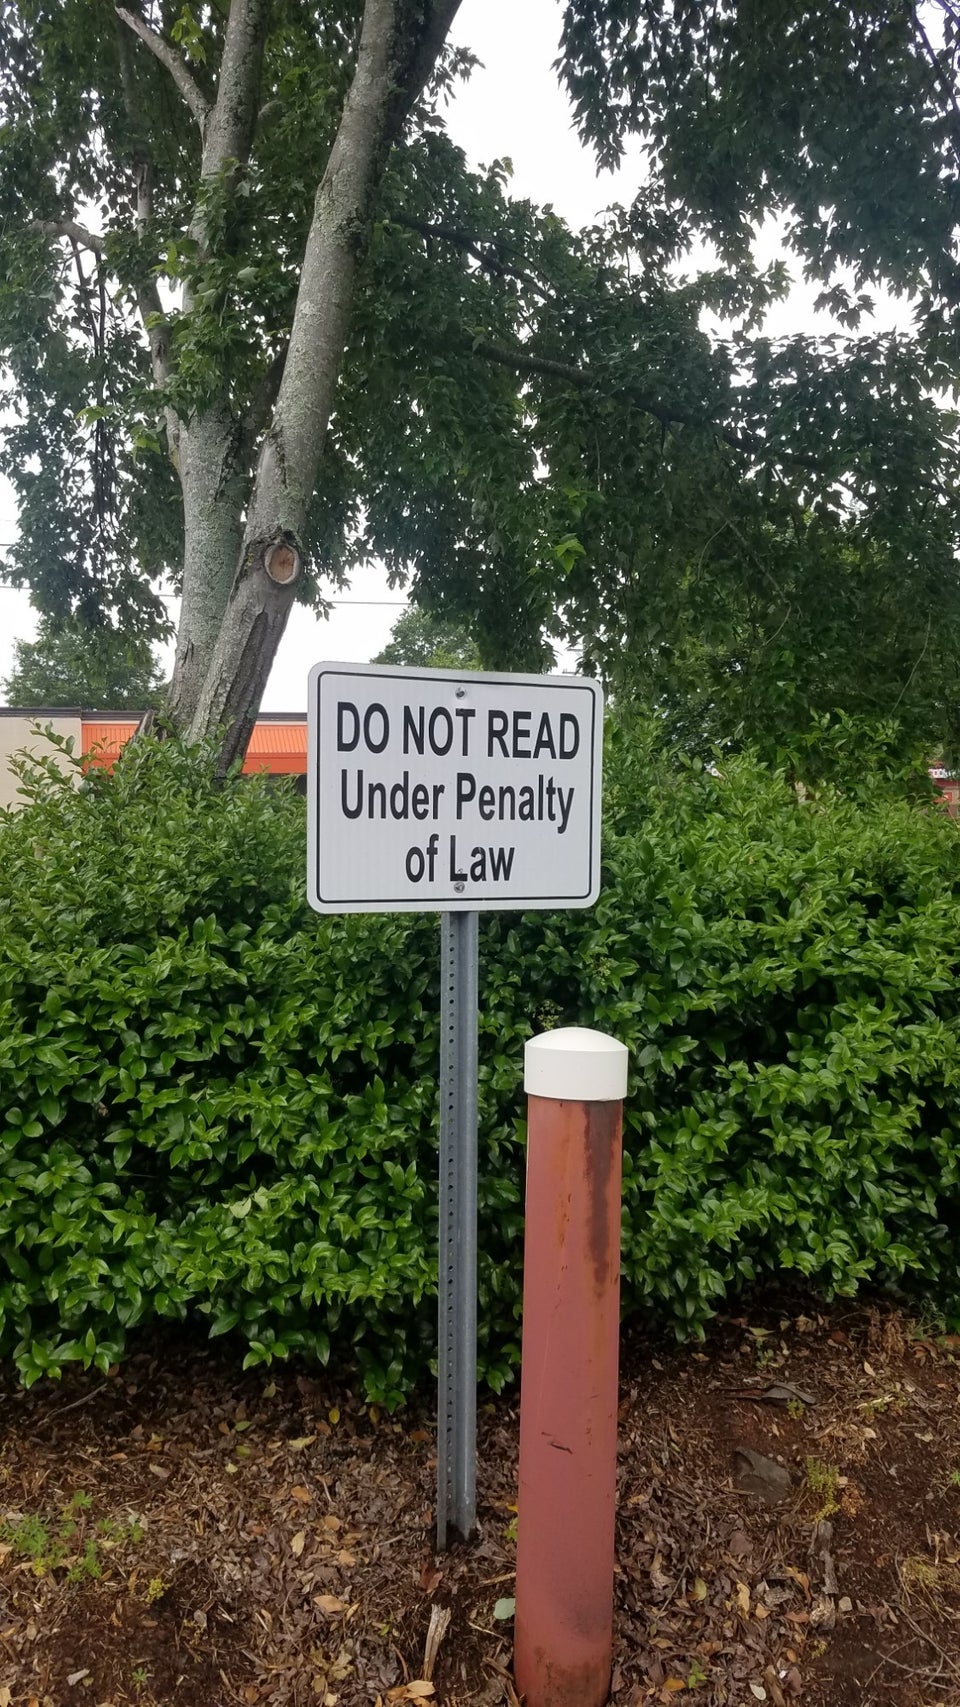 DO NOT READ
Under Penalty
of Law